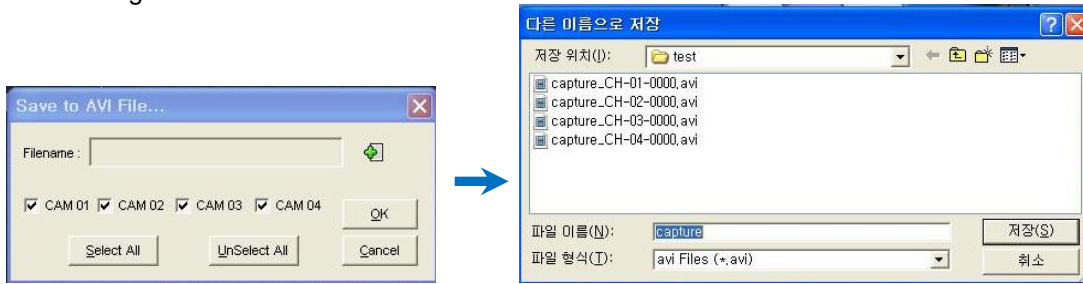 Save to AVI File...
Filename :
CAM 01 CAM 02 CAM 03 CAM 04
OK
Select All UnSelect All Cancel
다른 이름으로 저장
저장 위치(I): test
capture_CH-01-0000.avi
capture_CH-02-0000.avi
capture_CH-03-0000.avi
capture_CH-04-0000.avi
파일 이름(N): capture 저장(S)
파일 형식(T): avi Files (*.avi) 취소